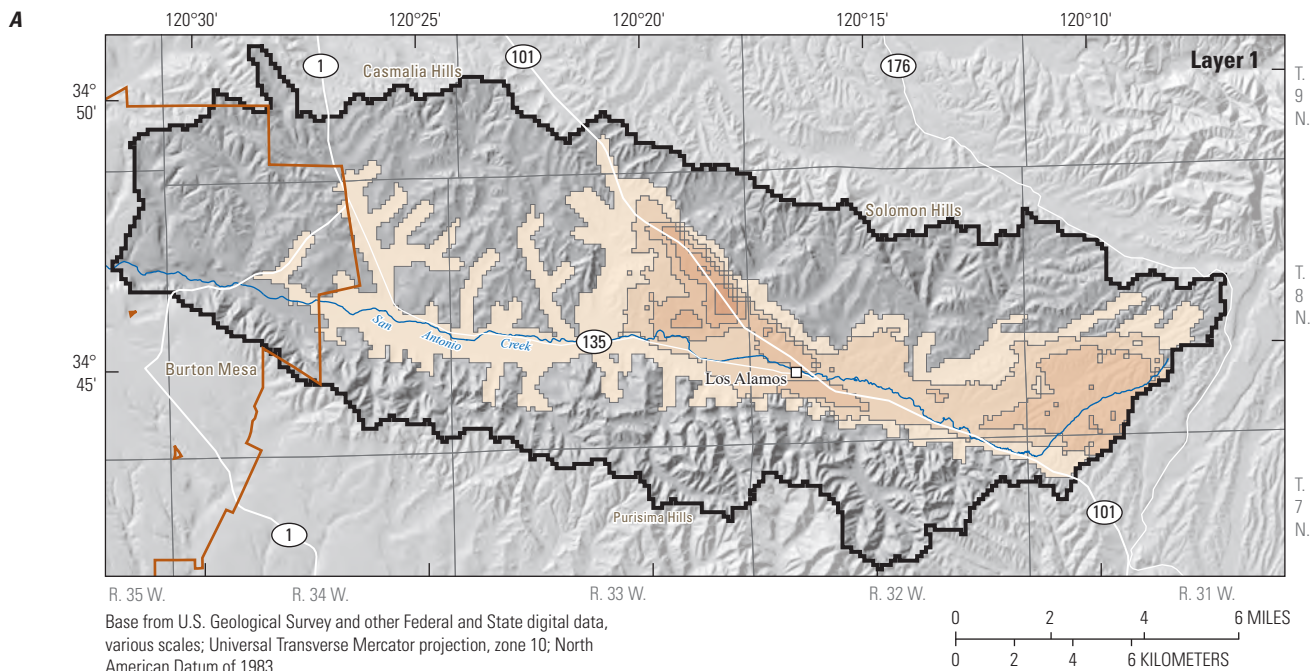 A
120°30'
120°25'
120°20'
120°15'
120°10'
Layer 1
1
101
176
Casmalia Hills
T.
9
N.
34°
50'
Solomon Hills
T.
8
N.
San Antonio Creek
135
34°
45'
Burton Mesa
Los Alamos
T.
7
N.
Purisima Hills
1
101
R. 35 W.
R. 34 W.
R. 33 W.
R. 32 W.
R. 31 W.
Base from U.S. Geological Survey and other Federal and State digital data,
various scales; Universal Transverse Mercator projection, zone 10; North
American Datum of 1983
0 2 4 6 MILES
0 2 4 6 KILOMETERS